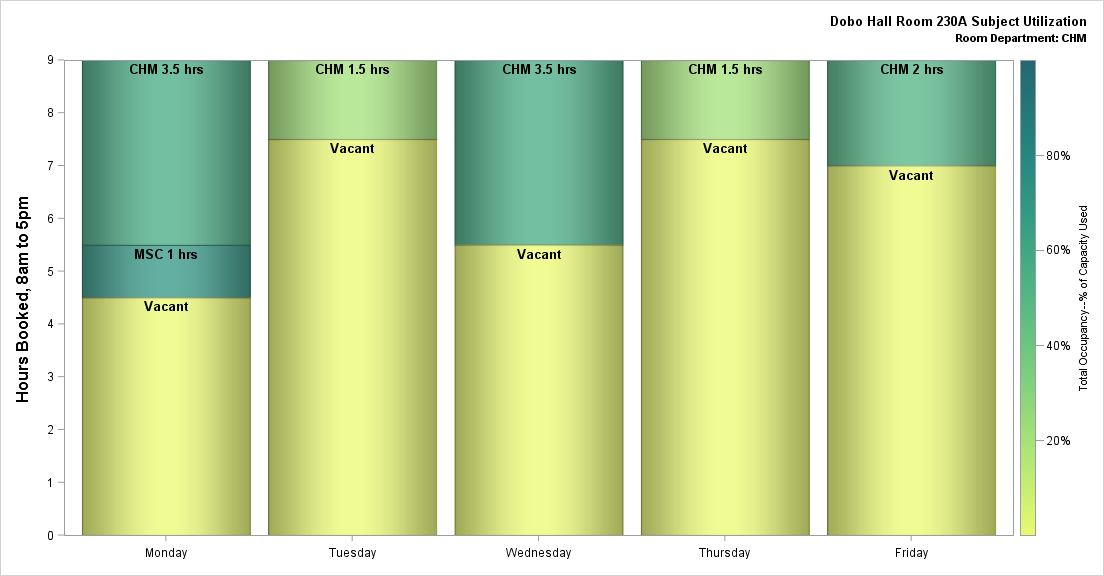 Dobo Hall Room 230A Subject Utilization
Room Department: CHM
Hours Booked, 8am to 5pm
9
8
7
6
5
4
3
2
1
0
CHM 3.5 hrs
MSC 1 hrs
Vacant
CHM 1.5 hrs
Vacant
CHM 3.5 hrs
Vacant
CHM 1.5 hrs
Vacant
CHM 2 hrs
Vacant
Monday
Tuesday
Wednesday
Thursday
Friday
80%
60%
40%
20%
Total Occupancy--% of Capacity Used